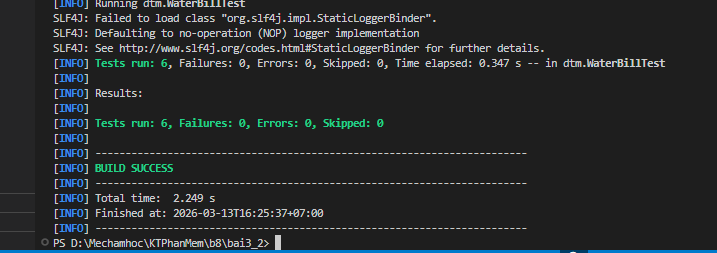 [INFO] Running dtm.WaterBillTest
SLF4J: Failed to load class "org.slf4j.impl.StaticLoggerBinder".
SLF4J: Defaulting to no-operation (NOP) logger implementation
SLF4J: See http://www.slf4j.org/codes.html#StaticLoggerBinder for further details.
[INFO] Tests run: 6, Failures: 0, Errors: 0, Skipped: 0, Time elapsed: 0.347 s -- in dtm.WaterBillTest
[INFO]
[INFO] Results:
[INFO]
[INFO] Tests run: 6, Failures: 0, Errors: 0, Skipped: 0
[INFO]
[INFO] ------------------------------------------------------------------------
[INFO] BUILD SUCCESS
[INFO] ------------------------------------------------------------------------
[INFO] Total time:  2.249 s
[INFO] Finished at: 2026-03-13T16:25:37+07:00
[INFO] ------------------------------------------------------------------------
PS D:\Mechamhoc\KTPhanMem\b8\bai3_2>